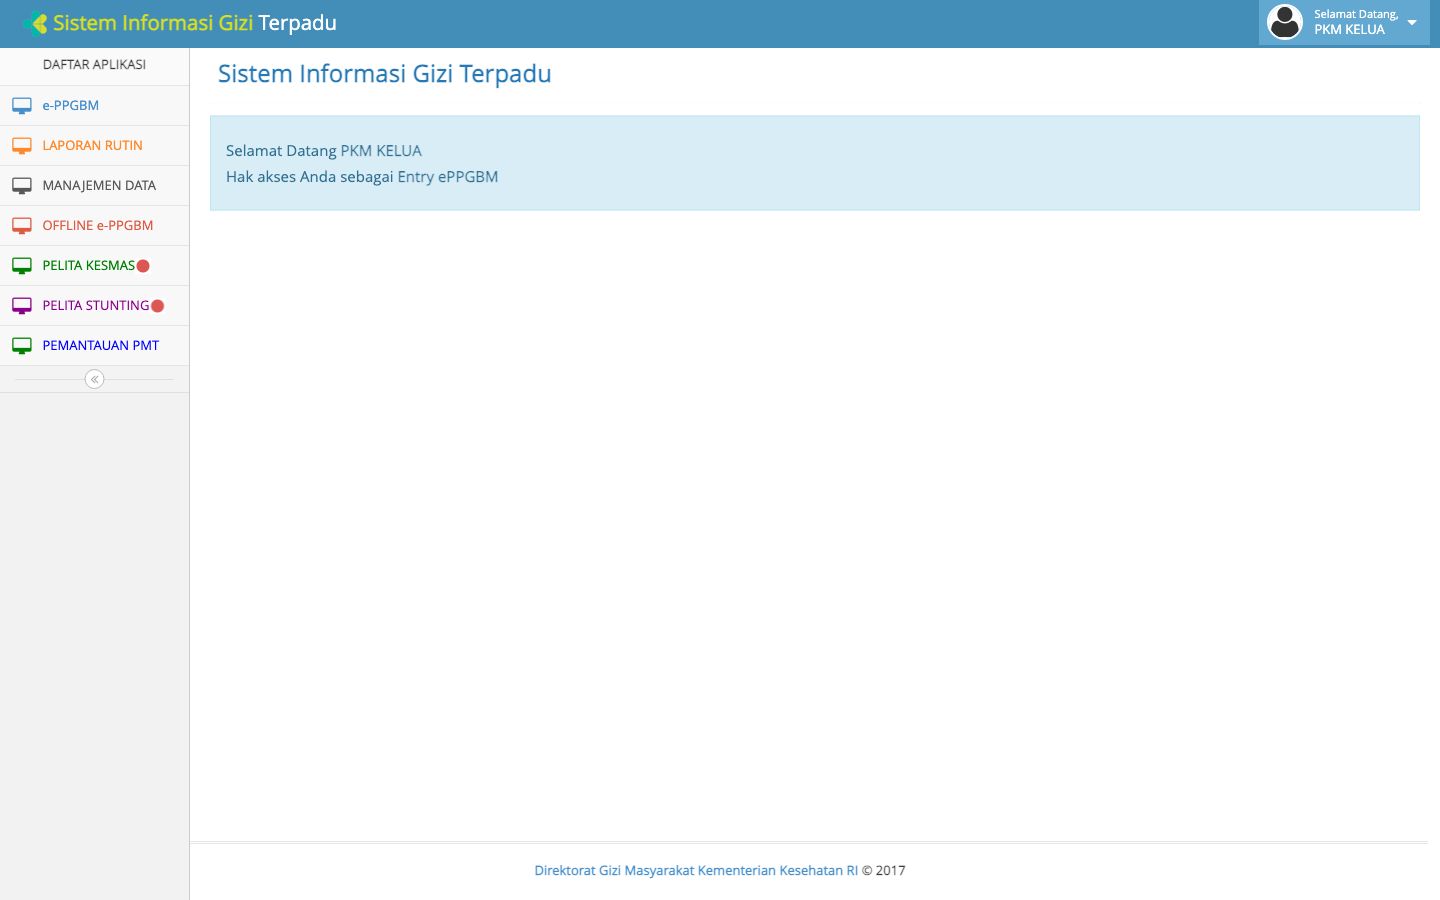 Sistem Informasi Gizi Terpadu
Selamat Datang,
PKM KELUA
DAFTAR APLIKASI
e-PPGBM
LAPORAN RUTIN
MANAJEMEN DATA
OFFLINE e-PPGBM
PELITA KESMAS
PELITA STUNTING
PEMANTAUAN PMT
Sistem Informasi Gizi Terpadu
Selamat Datang PKM KELUA
Hak akses Anda sebagai Entry ePPGBM
Direktorat Gizi Masyarakat Kementerian Kesehatan RI © 2017